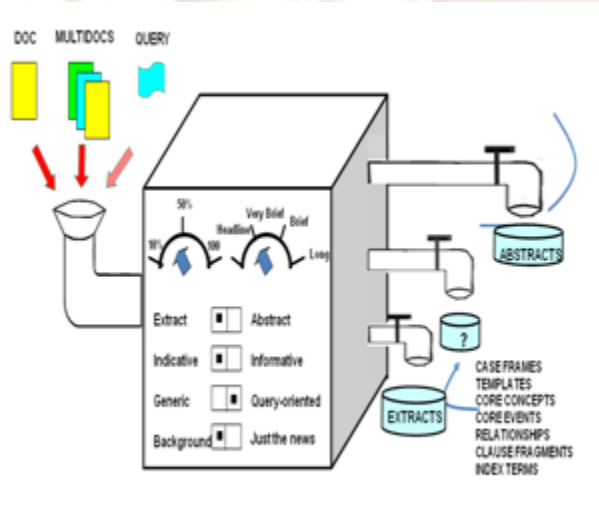 DOC MULTIDOCS QUERY
50%
Very Brief
Headline Brief
10% 100 Long
Extract Abstract
Indicative Informative
Generic Query-oriented
Background Just the news
ABSTRACTS
?
EXTRACTS
CASE FRAMES
TEMPLATES
CORE CONCEPTS
CORE EVENTS
RELATIONSHIPS
CLAUSE FRAGMENTS
INDEX TERMS